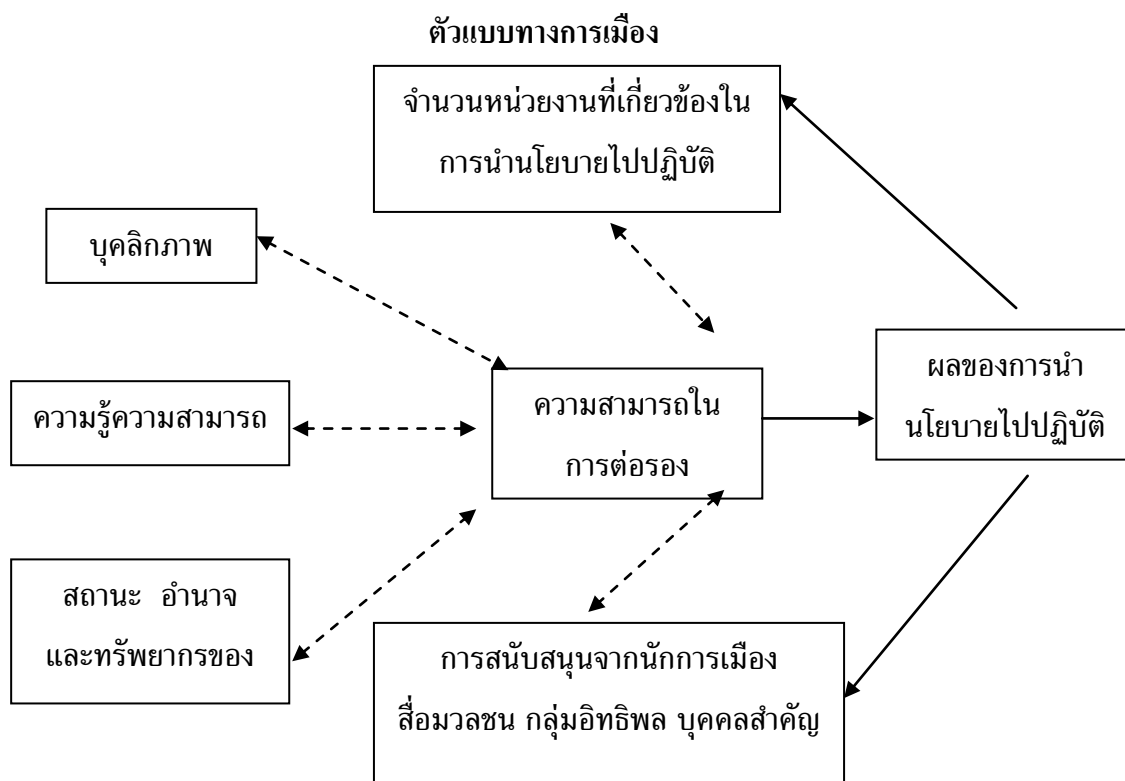 ตัวแบบทางการเมือง
จำนวนหน่วยงานที่เกี่ยวข้องใน
การนำนโยบายไปปฏิบัติ
บุคลิกภาพ
ความรู้ความสามารถ
ความสามารถใน
การต่อรอง
ผลของการนำ
นโยบายไปปฏิบัติ
สถานะ อำนาจ
และทรัพยากรของ
การสนับสนุนจากนักการเมือง
สื่อมวลชน กลุ่มอิทธิพล บุคคลสำคัญ